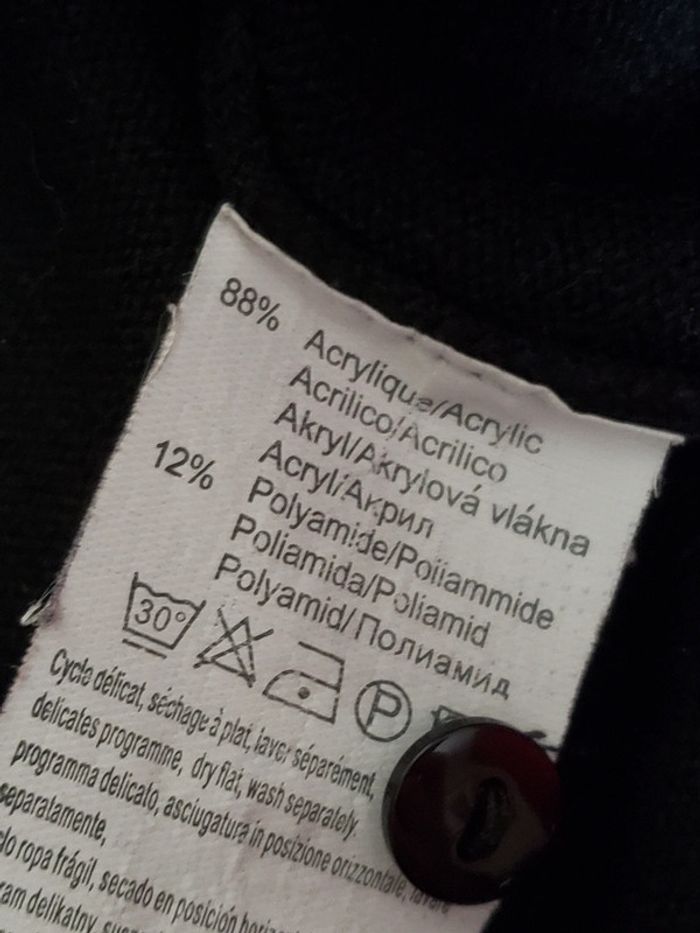 88% Acrylique/Acrylic
Acrilico/Acrilico
Akryl/Akrylová vlákna
Acryl/Акрил
12% Polyamide/Poliammide
Poliamida/Poliamid
Polyamid/Полиамид
30° P
Cycle délicat, séchage à plat, laver séparément,
delicates programme, dry flat, wash separately.
programma delicato, asciugatura in posizione orizzontale, lavare
separatamente,
ropa frágil, secado en posición
delikatny,